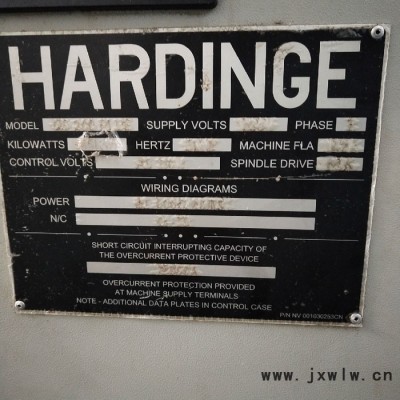 HARDINGE
MODEL SUPPLY VOLTS PHASE
KILOWATTS HERTZ MACHINE FLA
CONTROL VOLTS SPINDLE DRIVE
WIRING DIAGRAMS
POWER
N/C
SHORT CIRCUIT INTERRUPTING CAPACITY OF
THE OVERCURRENT PROTECTIVE DEVICE
OVERCURRENT PROTECTION PROVIDED
AT MACHINE SUPPLY TERMINALS
NOTE - ADDITIONAL DATA PLATES IN CONTROL CASE
P/N NV
www.jxwlw.cn